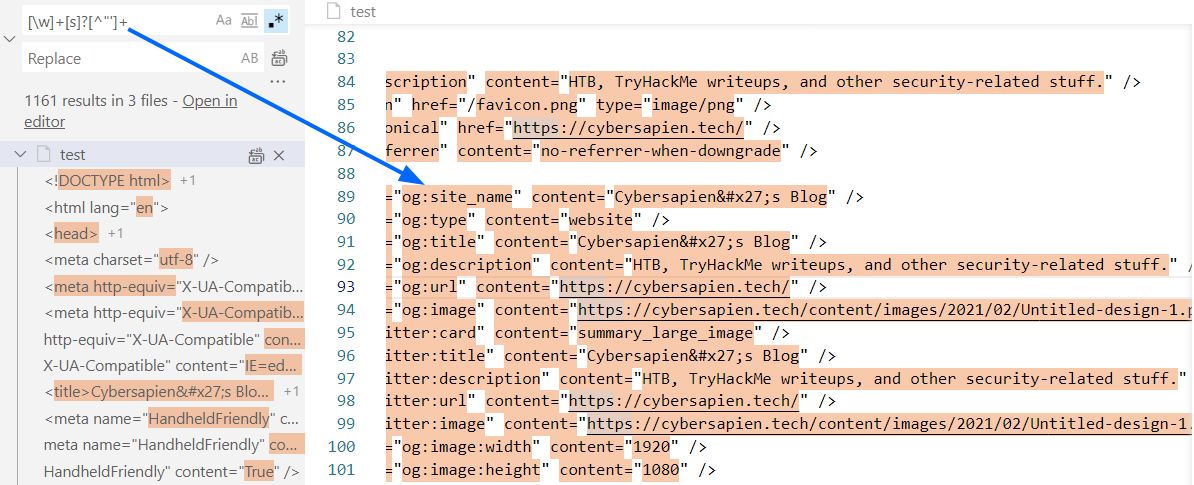 [\w]+[s]?[^"']+
Aa Abl .*
Replace
AB
...
1161 results in 3 files - Open in
editor
test
<!DOCTYPE html> +1
<html lang="en">
<head> +1
<meta charset="utf-8" />
<meta http-equiv="X-UA-Compatib...
<meta http-equiv="X-UA-Compatib...
http-equiv="X-UA-Compatible" con...
X-UA-Compatible" content="IE=ed...
<title>Cybersapien&#x27;s Blo... +1
<meta name="HandheldFriendly" c...
meta name="HandheldFriendly" co...
HandheldFriendly" content="True" />
test
82
83
84 scription" content="HTB, TryHackMe writeups, and other security-related stuff." />
85 n" href="/favicon.png" type="image/png" />
86 onical" href="https://cybersapien.tech/" />
87 ferrer" content="no-referrer-when-downgrade" />
88
89 ="og:site_name" content="Cybersapien&#x27;s Blog" />
90 ="og:type" content="website" />
91 ="og:title" content="Cybersapien&#x27;s Blog" />
92 ="og:description" content="HTB, TryHackMe writeups, and other security-related stuff." /
93 ="og:url" content="https://cybersapien.tech/" />
94 ="og:image" content="https://cybersapien.tech/content/images/2021/02/Untitled-design-1.p
95 itter:card" content="summary_large_image" />
96 itter:title" content="Cybersapien&#x27;s Blog" />
97 itter:description" content="HTB, TryHackMe writeups, and other security-related stuff."
98 itter:url" content="https://cybersapien.tech/" />
99 itter:image" content="https://cybersapien.tech/content/images/2021/02/Untitled-design-1.
100 ="og:image:width" content="1920" />
101 ="og:image:height" content="1080" />